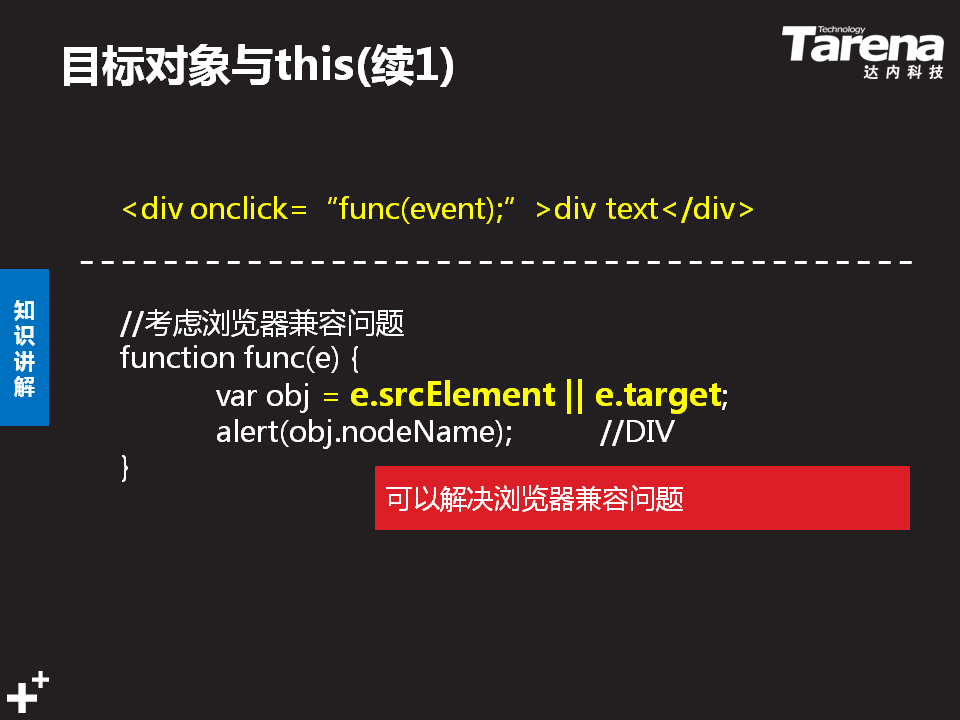 目标对象与this(续1)
Technology
Tarena
达内科技
<div onclick=“func(event);”>div text</div>
知识讲解
//考虑浏览器兼容问题
function func(e) {
var obj = e.srcElement || e.target;
alert(obj.nodeName); //DIV
}
可以解决浏览器兼容问题